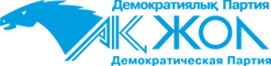 Демократиялық Партия
АҚ ЖОЛ
Демократическая Партия